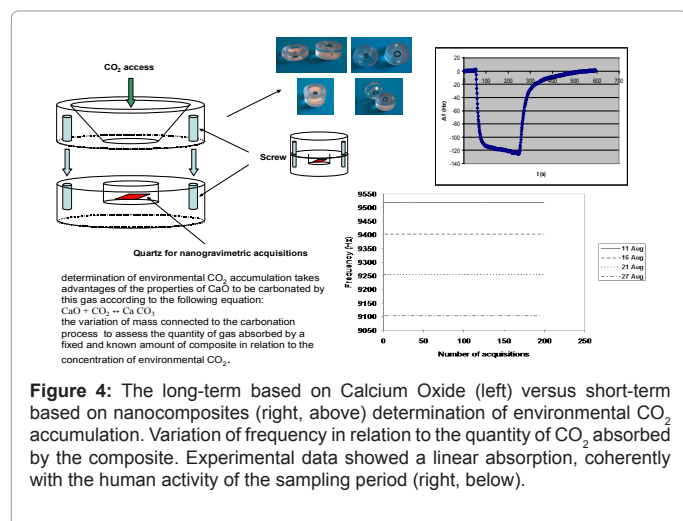 CO₂ access
Screw
Quartz for nanogravimetric acquisitions
determination of environmental CO₂ accumulation takes
advantages of the properties of CaO to be carbonated by
this gas according to the following equation:
CaO + CO₂ ↔ Ca CO₃
the variation of mass connected to the carbonation
process to assess the quantity of gas absorbed by a
fixed and known amount of composite in relation to the
concentration of environmental CO₂.
20
0
-20
-40
-60
-80
-100
-120
-140
0 100 200 300 400 500 600 700
Δf (Hz)
t (s)
9550
9500
9450
9400
9350
9300
9250
9200
9150
9100
9050
0 50 100 150 200 250
Frequency (Hz)
Number of acquisitions
11 Aug
16 Aug
21 Aug
27 Aug
Figure 4: The long-term based on Calcium Oxide (left) versus short-term
based on nanocomposites (right, above) determination of environmental CO₂
accumulation. Variation of frequency in relation to the quantity of CO₂ absorbed
by the composite. Experimental data showed a linear absorption, coherently
with the human activity of the sampling period (right, below).